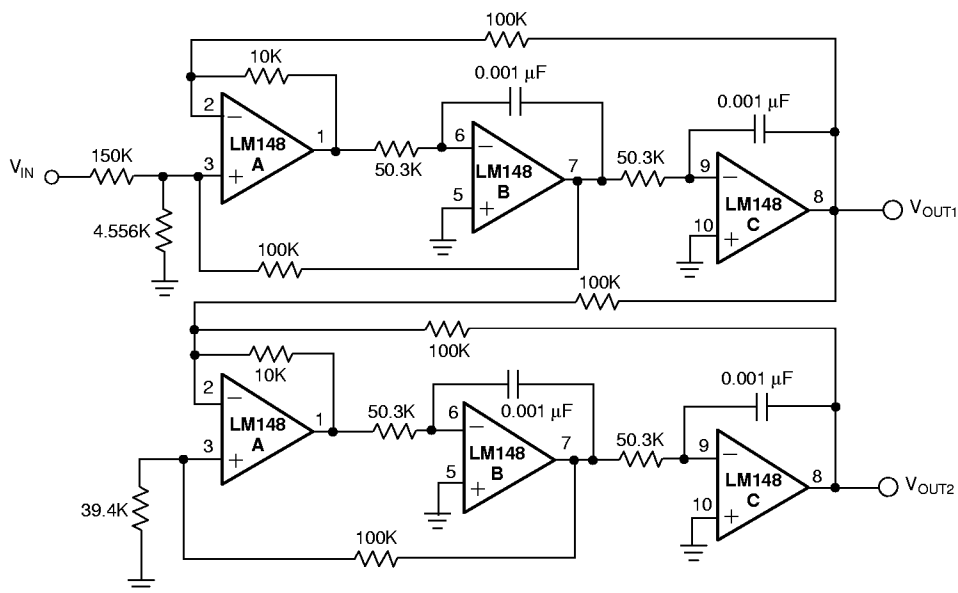 100K
10K
0.001 μF
0.001 μF
2
−
LM148
A
1
6
−
50.3K
LM148
B
7
50.3K
9
−
LM148
C
8
V_IN
150K
3
+
5
+
10
+
V_OUT1
4.556K
100K
100K
100K
10K
0.001 μF
0.001 μF
2
−
LM148
A
1
50.3K
6
−
LM148
B
7
50.3K
9
−
LM148
C
8
3
+
5
+
10
+
V_OUT2
39.4K
100K